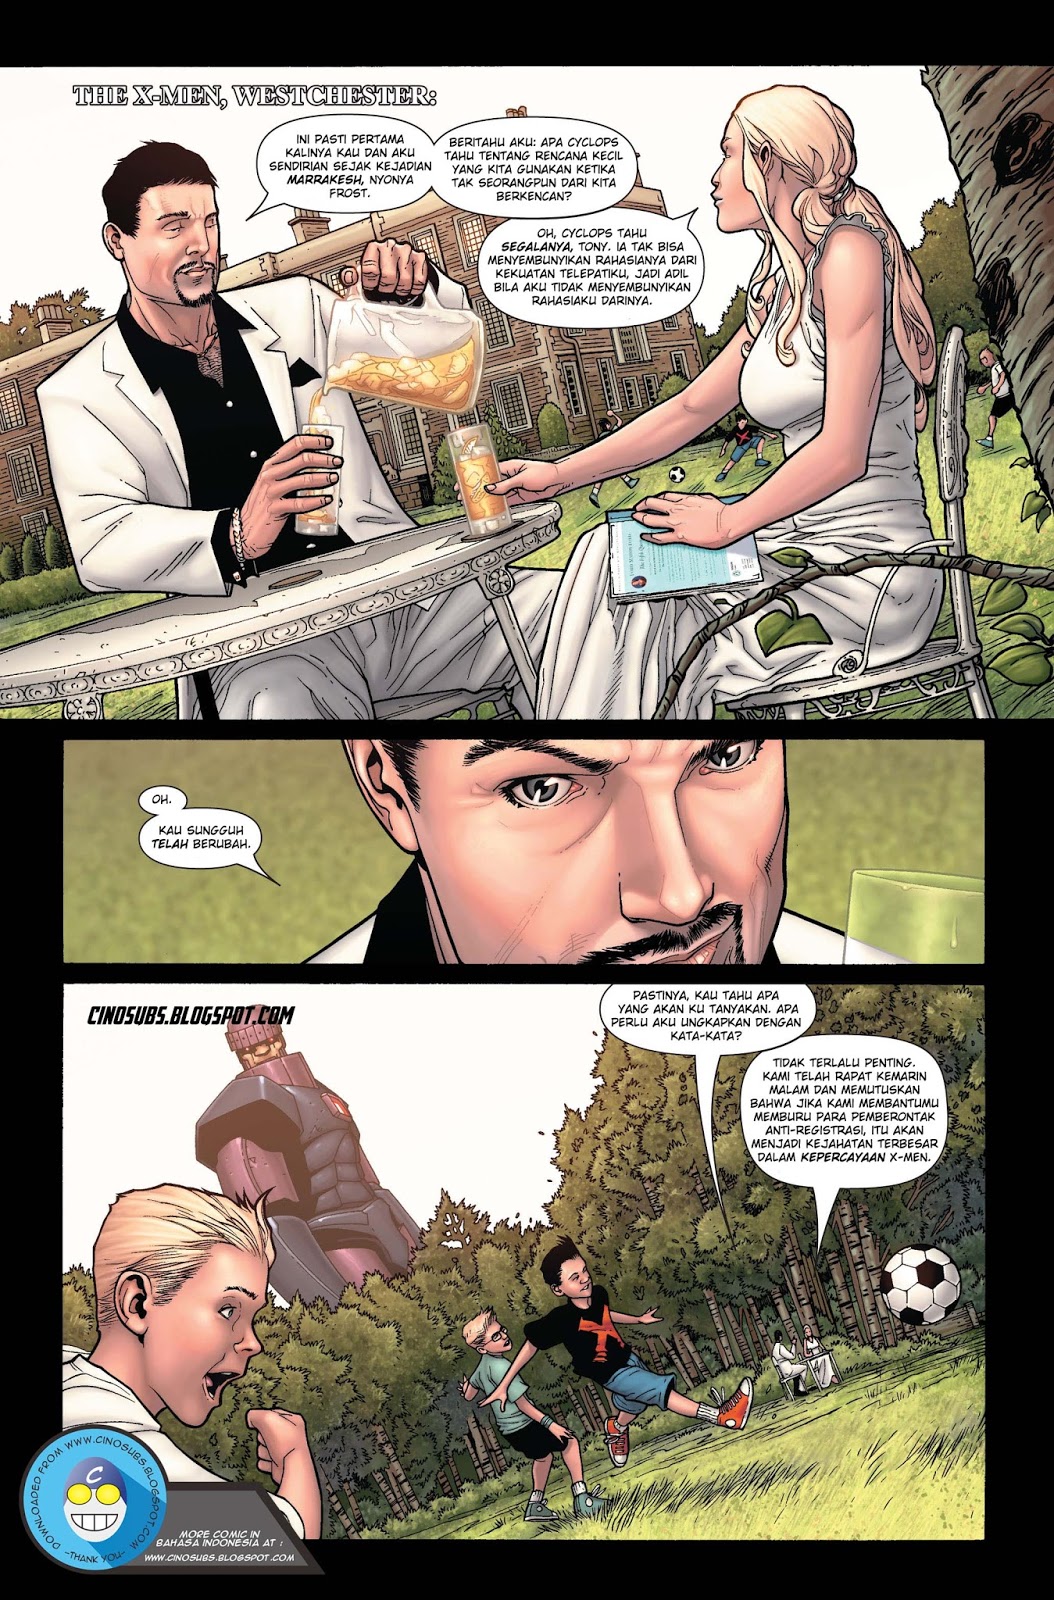 THE X-MEN, WESTCHESTER:
INI PASTI PERTAMA
KALINYA KAU DAN AKU
SENDIRIAN SEJAK KEJADIAN
MARRAKESH, NYONYA
FROST.
BERITAHU AKU: APA CYCLOPS
TAHU TENTANG RENCANA KECIL
YANG KITA GUNAKAN KETIKA
TAK SEORANGPUN DARI KITA
BERKENCAN?
OH, CYCLOPS TAHU
SEGALANYA, TONY. IA TAK BISA
MENYEMBUNYIKAN RAHASIANYA DARI
KEKUATAN TELEPATIKU, JADI ADIL
BILA AKU TIDAK MENYEMBUNYIKAN
RAHASIAKU DARINYA.
OH.
KAU SUNGGUH
TELAH BERUBAH.
CINOSUBS.BLOGSPOT.COM
PASTINYA, KAU TAHU APA
YANG AKAN KU TANYAKAN. APA
PERLU AKU UNGKAPKAN DENGAN
KATA-KATA?
TIDAK TERLALU PENTING.
KAMI TELAH RAPAT KEMARIN
MALAM DAN MEMUTUSKAN
BAHWA JIKA KAMI MEMBANTUMU
MEMBURU PARA PEMBERONTAK
ANTI-REGISTRASI, ITU AKAN
MENJADI KEJAHATAN TERBESAR
DALAM KEPERCAYAAN X-MEN.
DOWNLOADED FROM WWW.CINOSUBS.BLOGSPOT.COM
C
-THANK YOU-
MORE COMIC IN
BAHASA INDONESIA AT :
WWW.CINOSUBS.BLOGSPOT.COM